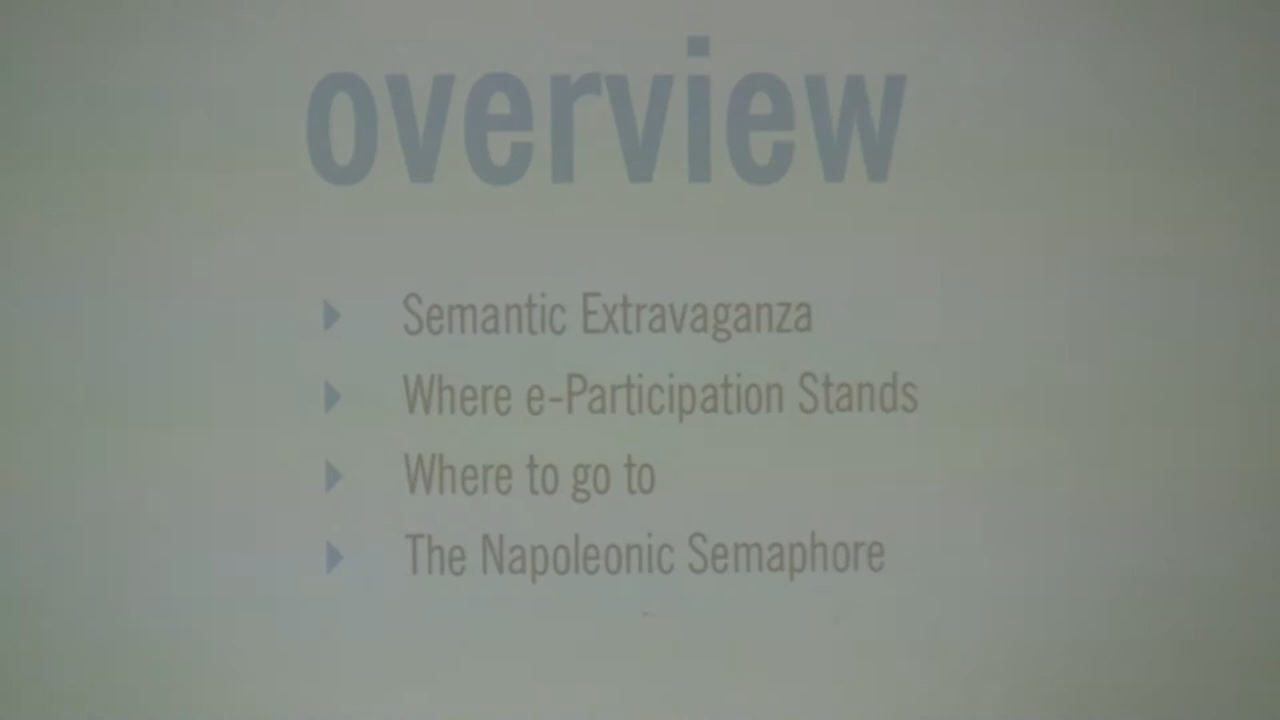 overview
Semantic Extravaganza
Where e-Participation Stands
Where to go to
The Napoleonic Semaphore